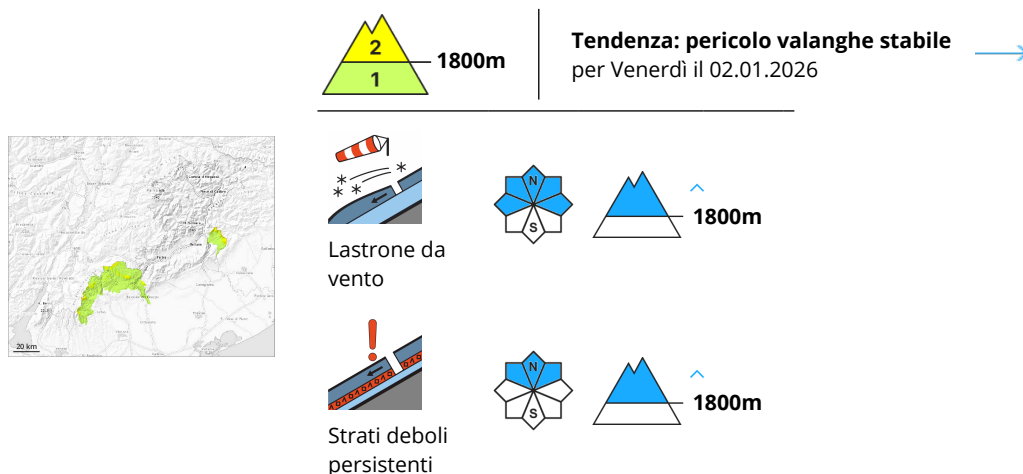 2
1
1800m
Tendenza: pericolo valanghe stabile
per Venerdì il 02.01.2026
20 km
N
S
1800m
Lastrone da
vento
N
S
1800m
Strati deboli
persistenti